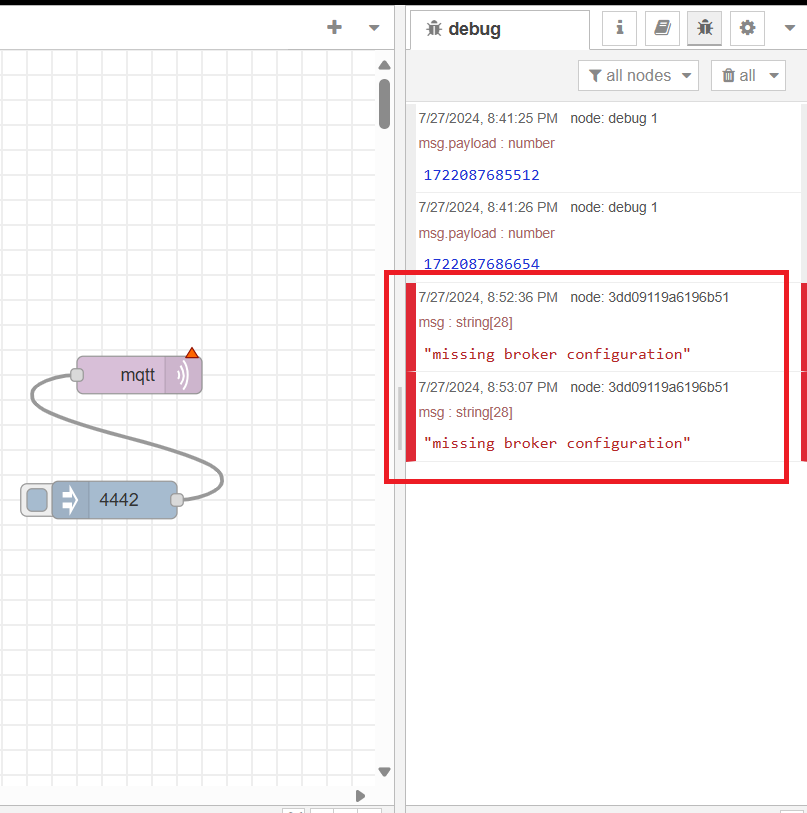 debug
all nodes
all
7/27/2024, 8:41:25 PM node: debug 1
msg.payload : number
1722087685512
7/27/2024, 8:41:26 PM node: debug 1
msg.payload : number
1722087686654
7/27/2024, 8:52:36 PM node: 3dd09119a6196b51
msg : string[28]
"missing broker configuration"
7/27/2024, 8:53:07 PM node: 3dd09119a6196b51
msg : string[28]
"missing broker configuration"
mqtt
4442